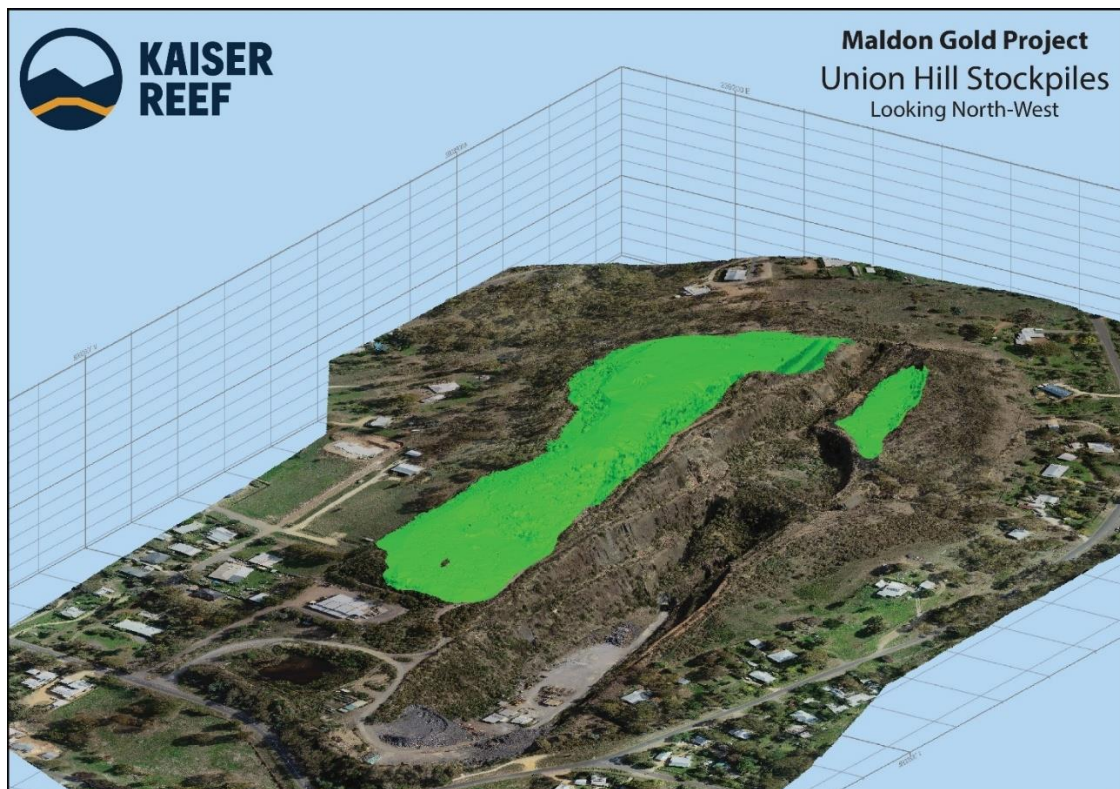 KAISER
REEF
Maldon Gold Project
Union Hill Stockpiles
Looking North-West